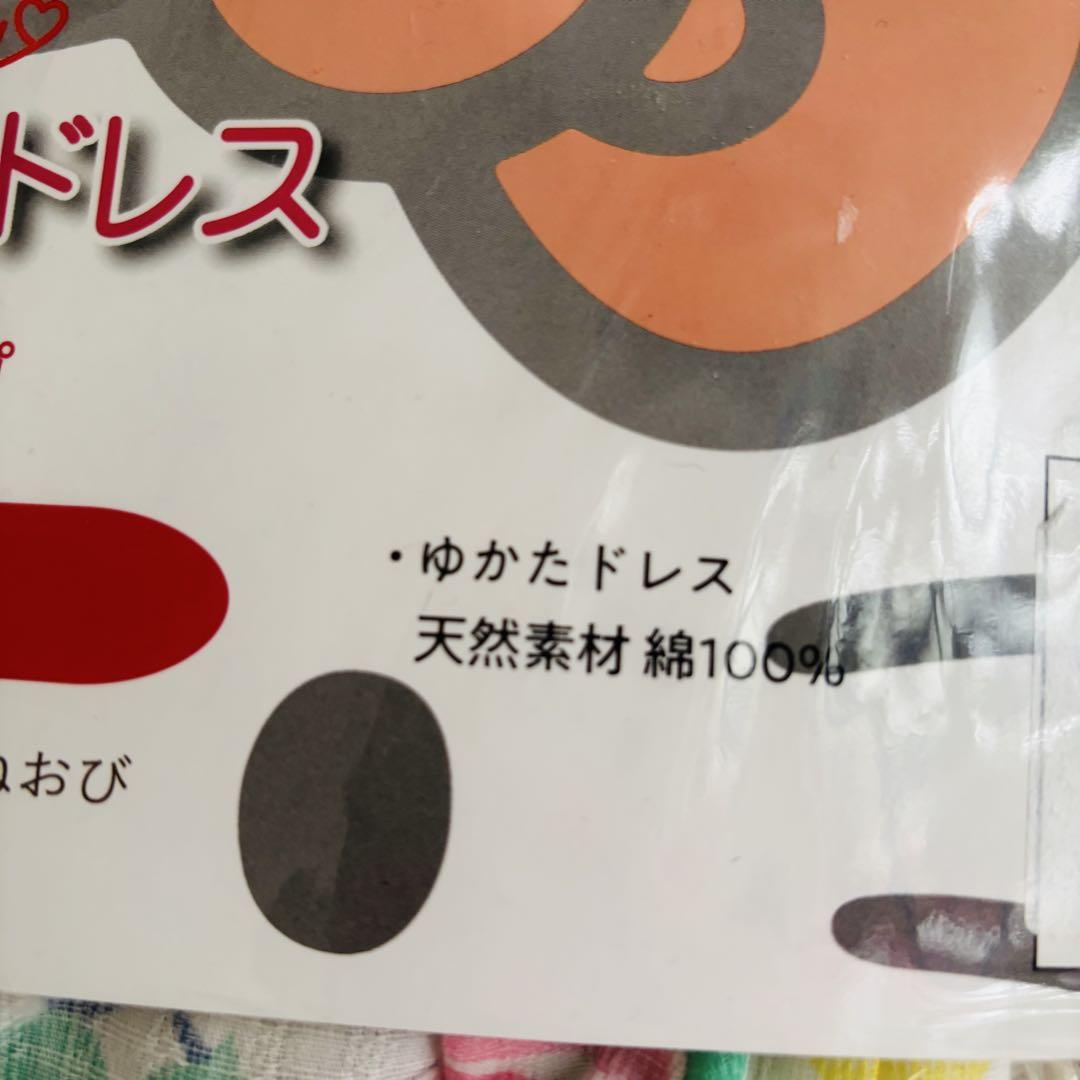 ドレス
・ゆかたドレス
天然素材 綿100%
おび